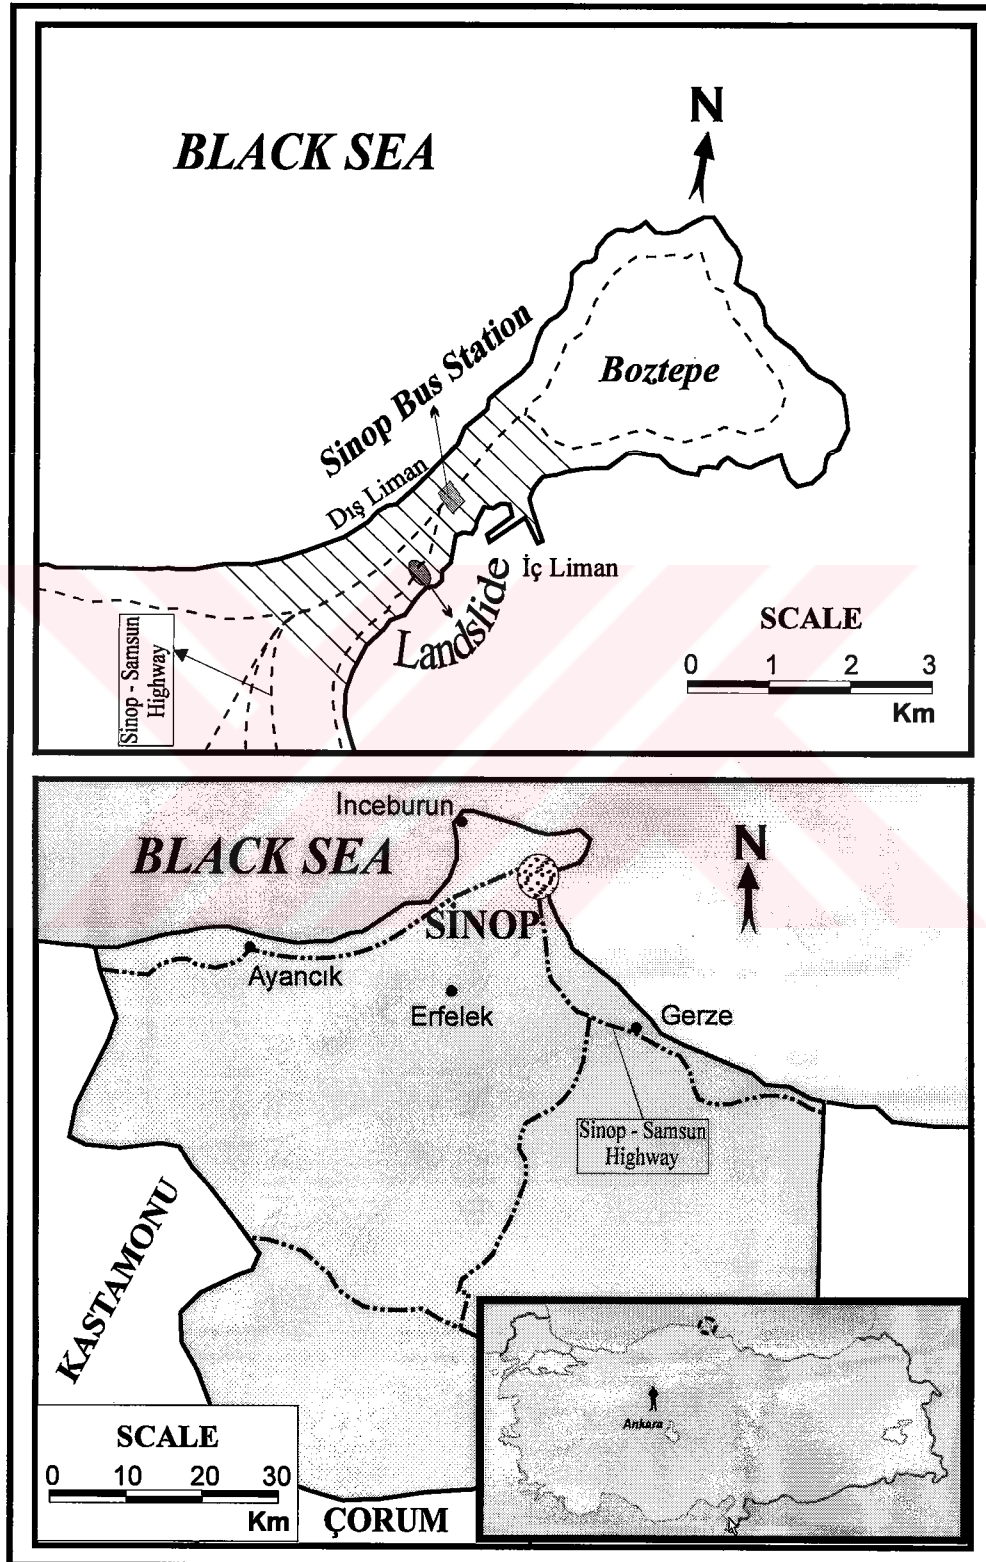 N
BLACK SEA
Sinop Bus Station
Boztepe
Dış Liman
İç Liman
Landslide
SCALE
0 1 2 3
Km
Sinop - Samsun
Highway
Inceburun
BLACK SEA
N
SİNOP
Ayancık
Erfelek
Gerze
Sinop - Samsun
Highway
KASTAMONU
Ankara
SCALE
0 10 20 30
Km
ÇORUM